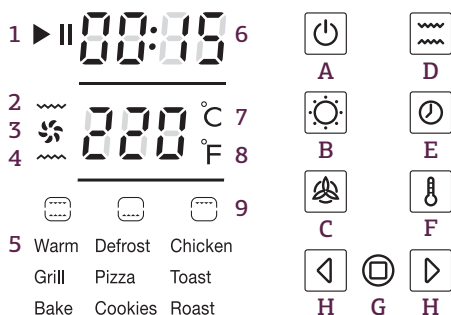 1 00:15 6
2
3 220 °C 7
4 °F 8
9
5 Warm Defrost Chicken
Grill Pizza Toast
Bake Cookies Roast
A D
B E
C F
H G H